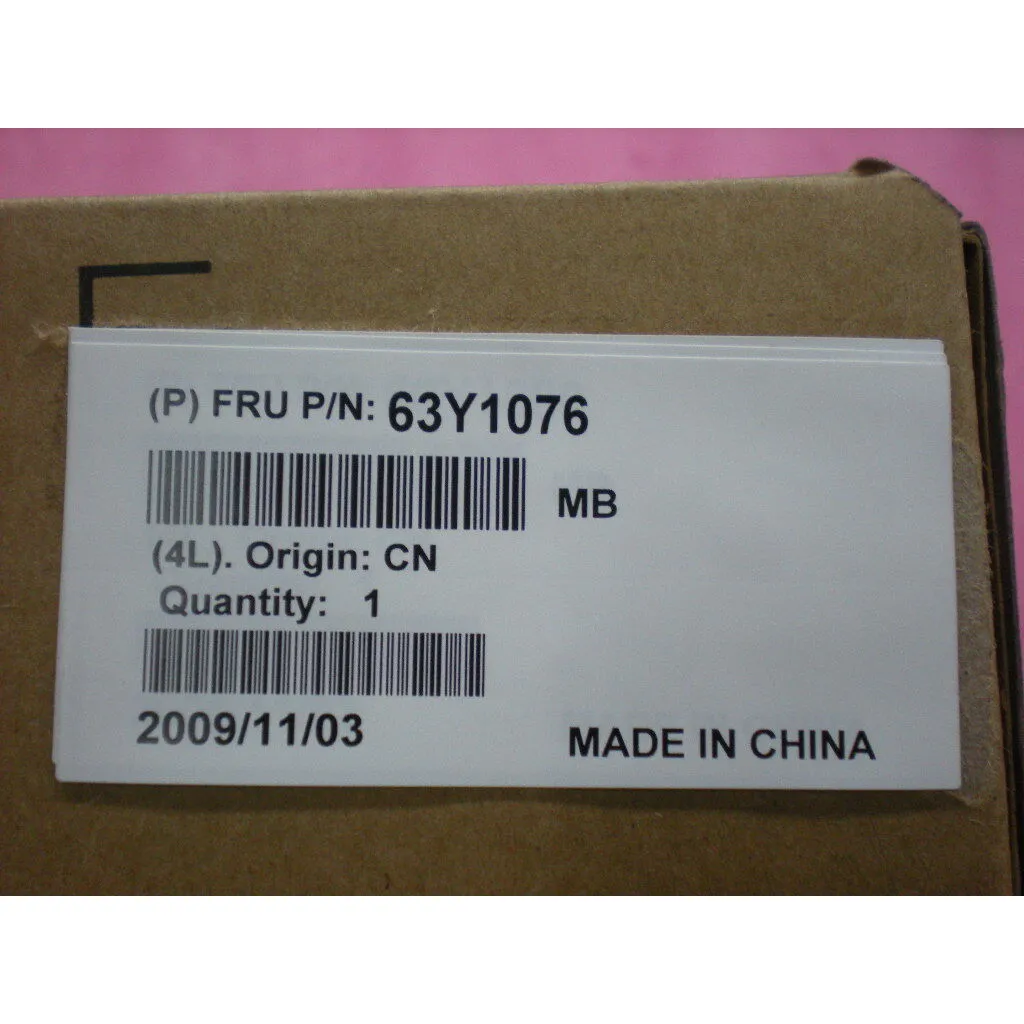 (P) FRU P/N: 63Y1076
MB
(4L). Origin: CN
Quantity: 1
2009/11/03
MADE IN CHINA